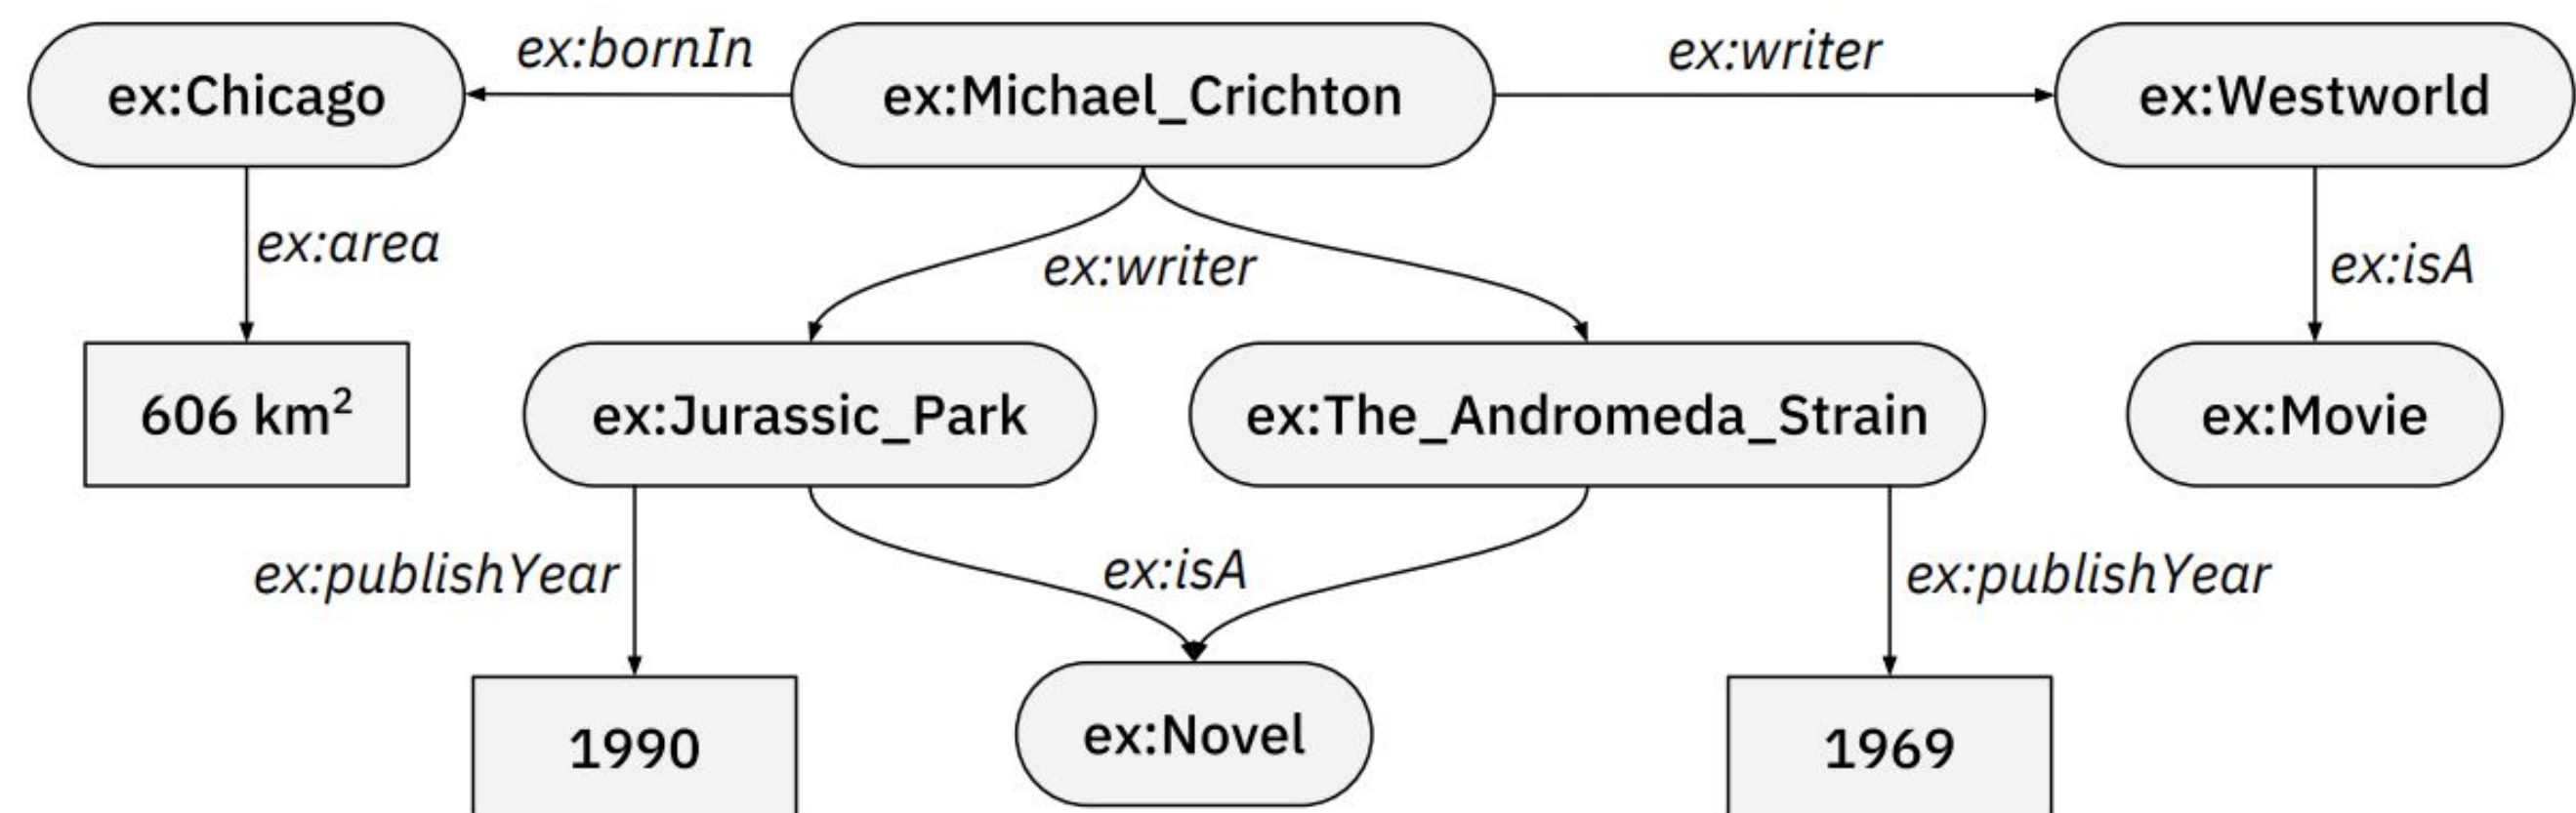 ex:bornIn
ex:writer
ex:Chicago
ex:Michael_Crichton
ex:Westworld
ex:area
ex:writer
ex:isA
606 km²
ex:Jurassic_Park
ex:The_Andromeda_Strain
ex:Movie
ex:publishYear
ex:isA
ex:publishYear
1990
ex:Novel
1969